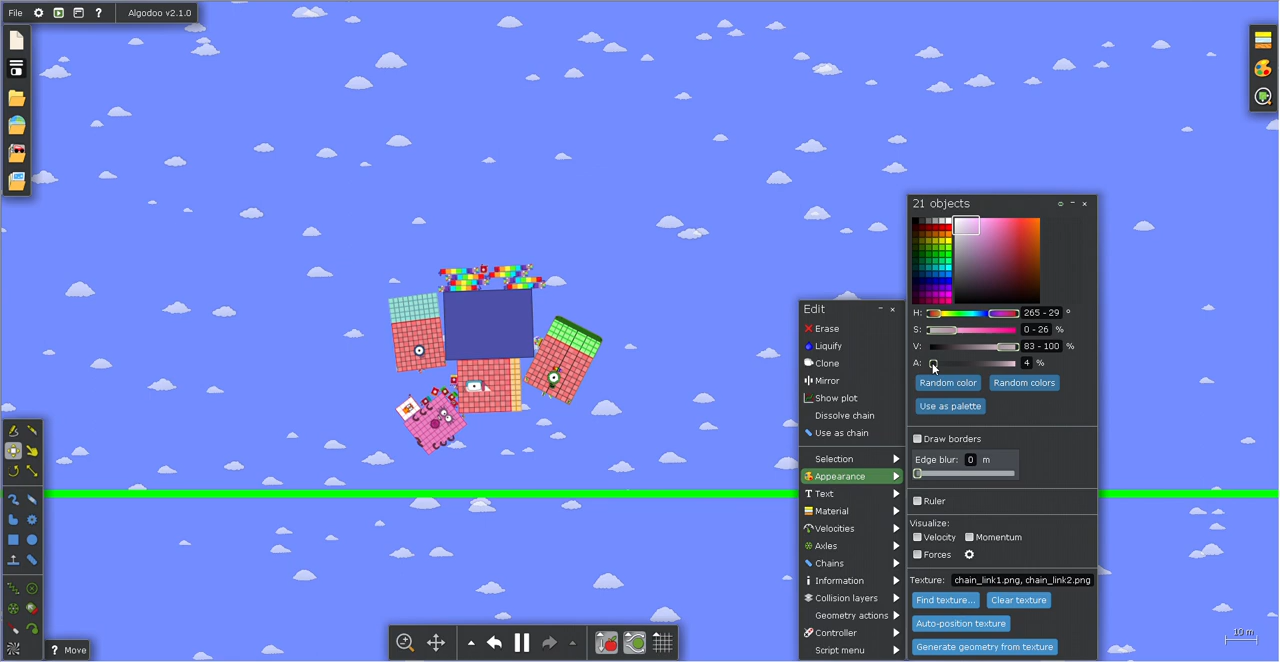 File ? Algodoo v2.1.0
21 objects
H: 265 - 29 °
S: 0 - 26 %
V: 83 - 100 %
A: 4 %
Random color Random colors
Use as palette
Draw borders
Edge blur: 0 m
Ruler
Visualize:
Velocity Momentum
Forces
Texture: chain_link1.png, chain_link2.png
Find texture... Clear texture
Auto-position texture
Generate geometry from texture
Edit
Erase
Liquify
Clone
Mirror
Show plot
Dissolve chain
Use as chain
Selection
Appearance
Text
Material
Velocities
Axles
Chains
Information
Collision layers
Geometry actions
Controller
Script menu
? Move
10 m